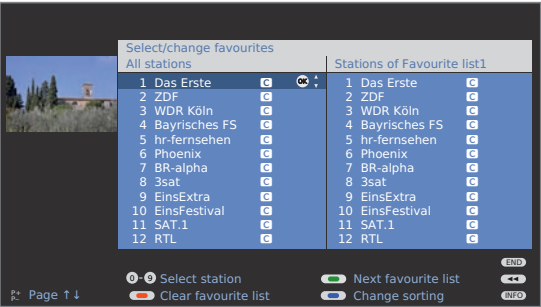 Select/change favourites
All stations
Stations of Favourite list1
1 Das Erste C OK 1 Das Erste C
2 ZDF C 2 ZDF C
3 WDR Köln C 3 WDR Köln C
4 Bayrisches FS C 4 Bayrisches FS C
5 hr-fernsehen C 5 hr-fernsehen C
6 Phoenix C 6 Phoenix C
7 BR-alpha C 7 BR-alpha C
8 3sat C 8 3sat C
9 EinsExtra C 9 EinsExtra C
10 EinsFestival C 10 EinsFestival C
11 SAT.1 C 11 SAT.1 C
12 RTL C 12 RTL C
END
0-9 Select station Next favourite list
P+ P- Page ↑↓ Clear favourite list Change sorting INFO